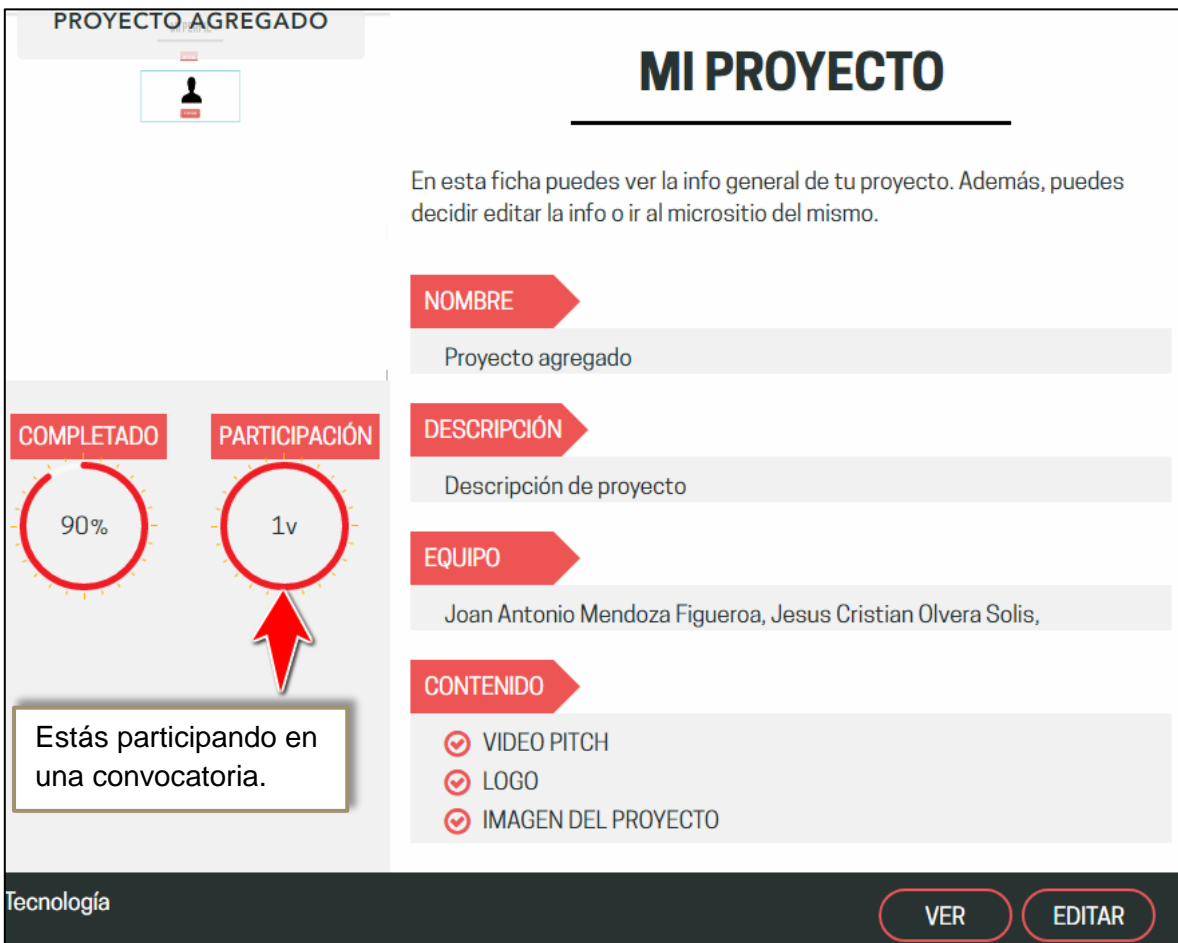 PROYECTO AGREGADO
MI PROYECTO
En esta ficha puedes ver la info general de tu proyecto. Además, puedes
decidir editar la info o ir al micrositio del mismo.
NOMBRE
Proyecto agregado
DESCRIPCIÓN
Descripción de proyecto
EQUIPO
Joan Antonio Mendoza Figueroa, Jesus Cristian Olvera Solis,
CONTENIDO
VIDEO PITCH
LOGO
IMAGEN DEL PROYECTO
COMPLETADO
90%
PARTICIPACIÓN
1v
Estás participando en
una convocatoria.
Tecnología
VER
EDITAR